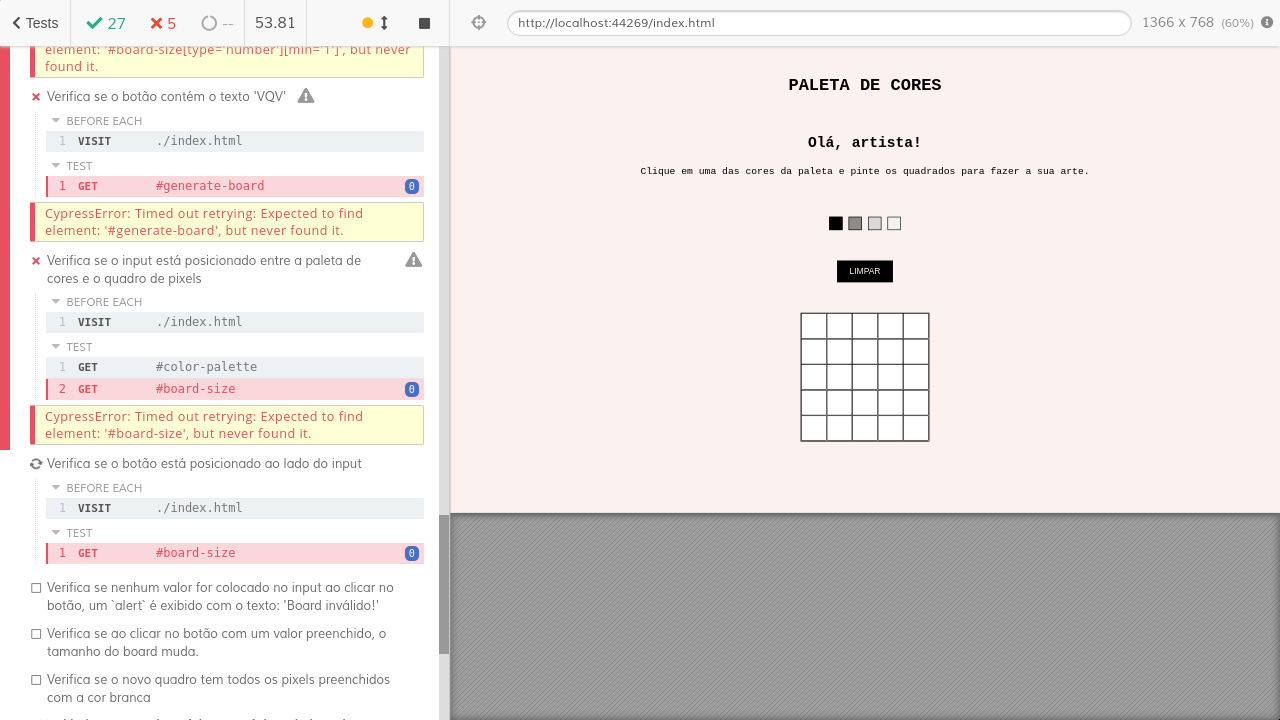 Tests
27
5
--
53.81
http://localhost:44269/index.html
1366 x 768 (60%)
element: '#board-size[type='number'][min='1']', but never
found it.
Verifica se o botão contém o texto 'VQV'
BEFORE EACH
1 VISIT ./index.html
TEST
1 GET #generate-board 0
CypressError: Timed out retrying: Expected to find
element: '#generate-board', but never found it.
Verifica se o input está posicionado entre a paleta de
cores e o quadro de pixels
BEFORE EACH
1 VISIT ./index.html
TEST
1 GET #color-palette
2 GET #board-size 0
CypressError: Timed out retrying: Expected to find
element: '#board-size', but never found it.
Verifica se o botão está posicionado ao lado do input
BEFORE EACH
1 VISIT ./index.html
TEST
1 GET #board-size 0
Verifica se nenhum valor for colocado no input ao clicar no
botão, um `alert` é exibido com o texto: 'Board inválido!'
Verifica se ao clicar no botão com um valor preenchido, o
tamanho do board muda.
Verifica se o novo quadro tem todos os pixels preenchidos
com a cor branca
PALETA DE CORES
Olá, artista!
Clique em uma das cores da paleta e pinte os quadrados para fazer a sua arte.
LIMPAR